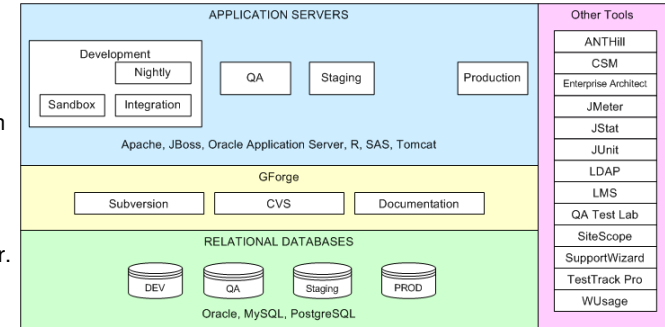 APPLICATION SERVERS
Development
Nightly
Sandbox
Integration
QA
Staging
Production
Apache, JBoss, Oracle Application Server, R, SAS, Tomcat
GForge
Subversion
CVS
Documentation
RELATIONAL DATABASES
DEV
QA
Staging
PROD
Oracle, MySQL, PostgreSQL
Other Tools
ANTHill
CSM
Enterprise Architect
JMeter
JStat
JUnit
LDAP
LMS
QA Test Lab
SiteScope
SupportWizard
TestTrack Pro
WUsage